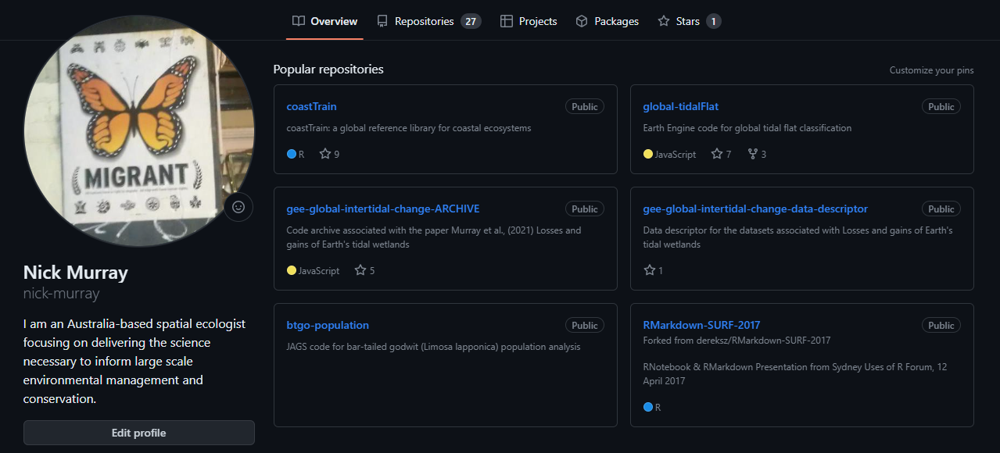 Overview
Repositories 27
Projects
Packages
Stars 1
MIGRANT
Nick Murray
nick-murray
I am an Australia-based spatial ecologist
focusing on delivering the science
necessary to inform large scale
environmental management and
conservation.
Edit profile
Popular repositories
Customize your pins
coastTrain
Public
coastTrain: a global reference library for coastal ecosystems
R 9
global-tidalFlat
Public
Earth Engine code for global tidal flat classification
JavaScript 7 3
gee-global-intertidal-change-ARCHIVE
Public
Code archive associated with the paper Murray et al., (2021) Losses and
gains of Earth's tidal wetlands
JavaScript 5
gee-global-intertidal-change-data-descriptor
Public
Data descriptor for the datasets associated with Losses and gains of Earth's
tidal wetlands
1
btgo-population
Public
JAGS code for bar-tailed godwit (Limosa lapponica) population analysis
RMarkdown-SURF-2017
Public
Forked from dereksz/RMarkdown-SURF-2017
RNotebook & RMarkdown Presentation from Sydney Uses of R Forum, 12
April 2017
R